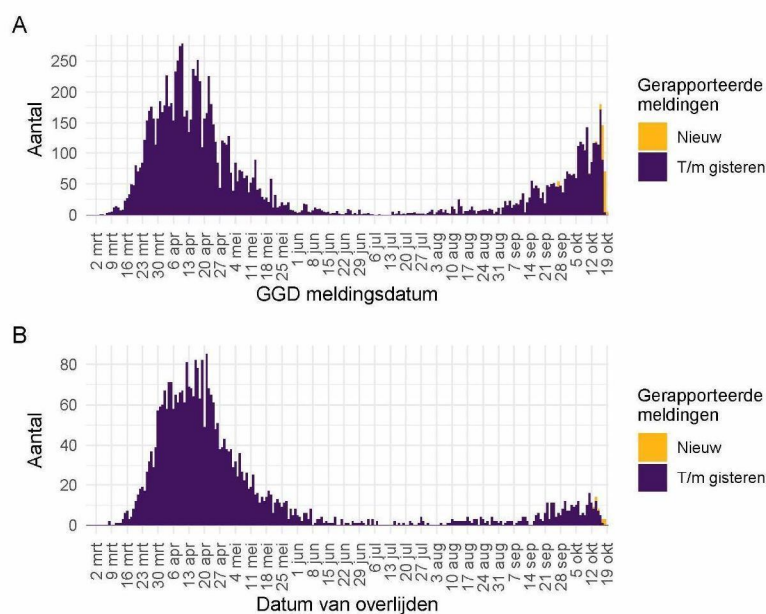 A
Aantal
250
200
150
100
50
0
2 mrt
9 mrt
16 mrt
23 mrt
30 mrt
6 apr
13 apr
20 apr
27 apr
4 mei
11 mei
18 mei
25 mei
1 jun
8 jun
15 jun
22 jun
29 jun
6 jul
13 jul
20 jul
27 jul
3 aug
10 aug
17 aug
24 aug
31 aug
7 sep
14 sep
21 sep
28 sep
5 okt
12 okt
19 okt
GGD meldingsdatum
Gerapporteerde
meldingen
Nieuw
T/m gisteren
B
Aantal
80
60
40
20
0
2 mrt
9 mrt
16 mrt
23 mrt
30 mrt
6 apr
13 apr
20 apr
27 apr
4 mei
11 mei
18 mei
25 mei
1 jun
8 jun
15 jun
22 jun
29 jun
6 jul
13 jul
20 jul
27 jul
3 aug
10 aug
17 aug
24 aug
31 aug
7 sep
14 sep
21 sep
28 sep
5 okt
12 okt
19 okt
Datum van overlijden
Gerapporteerde
meldingen
Nieuw
T/m gisteren